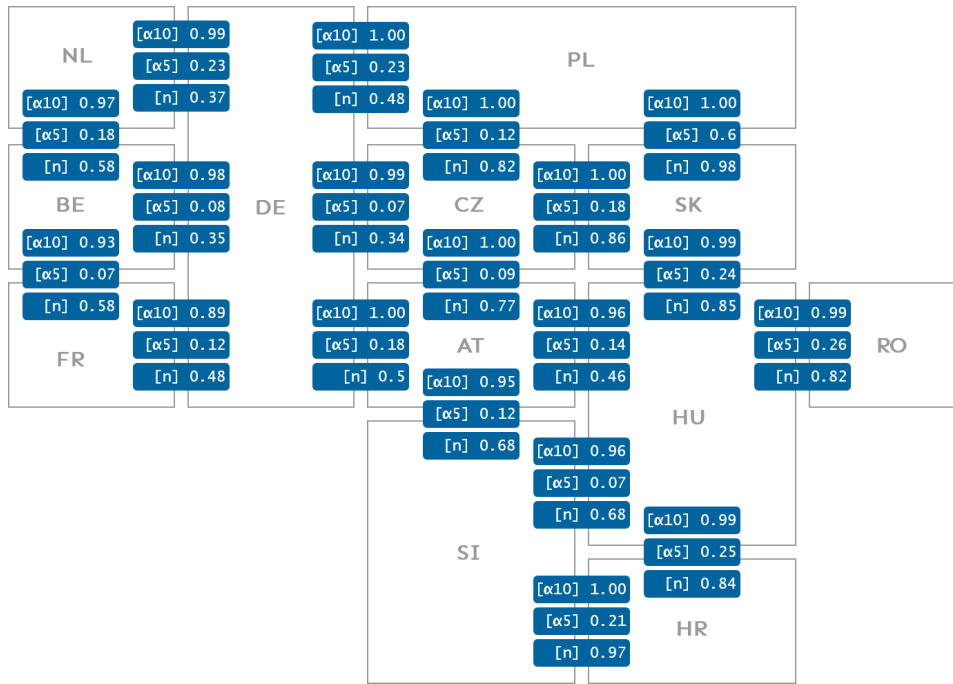 NL
[α10] 0.99
[α5] 0.23
[n] 0.37
[α10] 1.00
[α5] 0.23
[n] 0.48
PL
[α10] 0.97
[α5] 0.18
[n] 0.58
[α10] 1.00
[α5] 0.12
[n] 0.82
[α10] 1.00
[α5] 0.6
[n] 0.98
BE
[α10] 0.98
[α5] 0.08
[n] 0.35
DE
[α10] 0.99
[α5] 0.07
[n] 0.34
CZ
[α10] 1.00
[α5] 0.18
[n] 0.86
SK
[α10] 0.93
[α5] 0.07
[n] 0.58
[α10] 1.00
[α5] 0.09
[n] 0.77
[α10] 0.99
[α5] 0.24
[n] 0.85
FR
[α10] 0.89
[α5] 0.12
[n] 0.48
[α10] 1.00
[α5] 0.18
[n] 0.5
AT
[α10] 0.96
[α5] 0.14
[n] 0.46
[α10] 0.99
[α5] 0.26
[n] 0.82
RO
[α10] 0.95
[α5] 0.12
[n] 0.68
HU
[α10] 0.96
[α5] 0.07
[n] 0.68
[α10] 0.99
[α5] 0.25
[n] 0.84
SI
[α10] 1.00
[α5] 0.21
[n] 0.97
HR